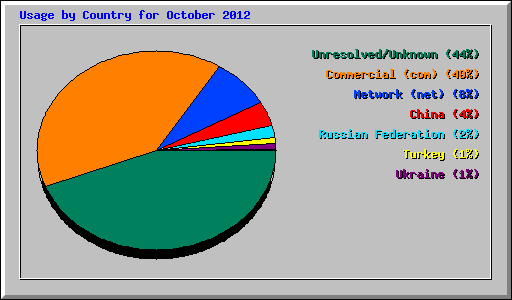 Usage by Country for October 2012
Unresolved/Unknown (44%)
Commercial (com) (40%)
Network (net) (8%)
China (4%)
Russian Federation (2%)
Turkey (1%)
Ukraine (1%)